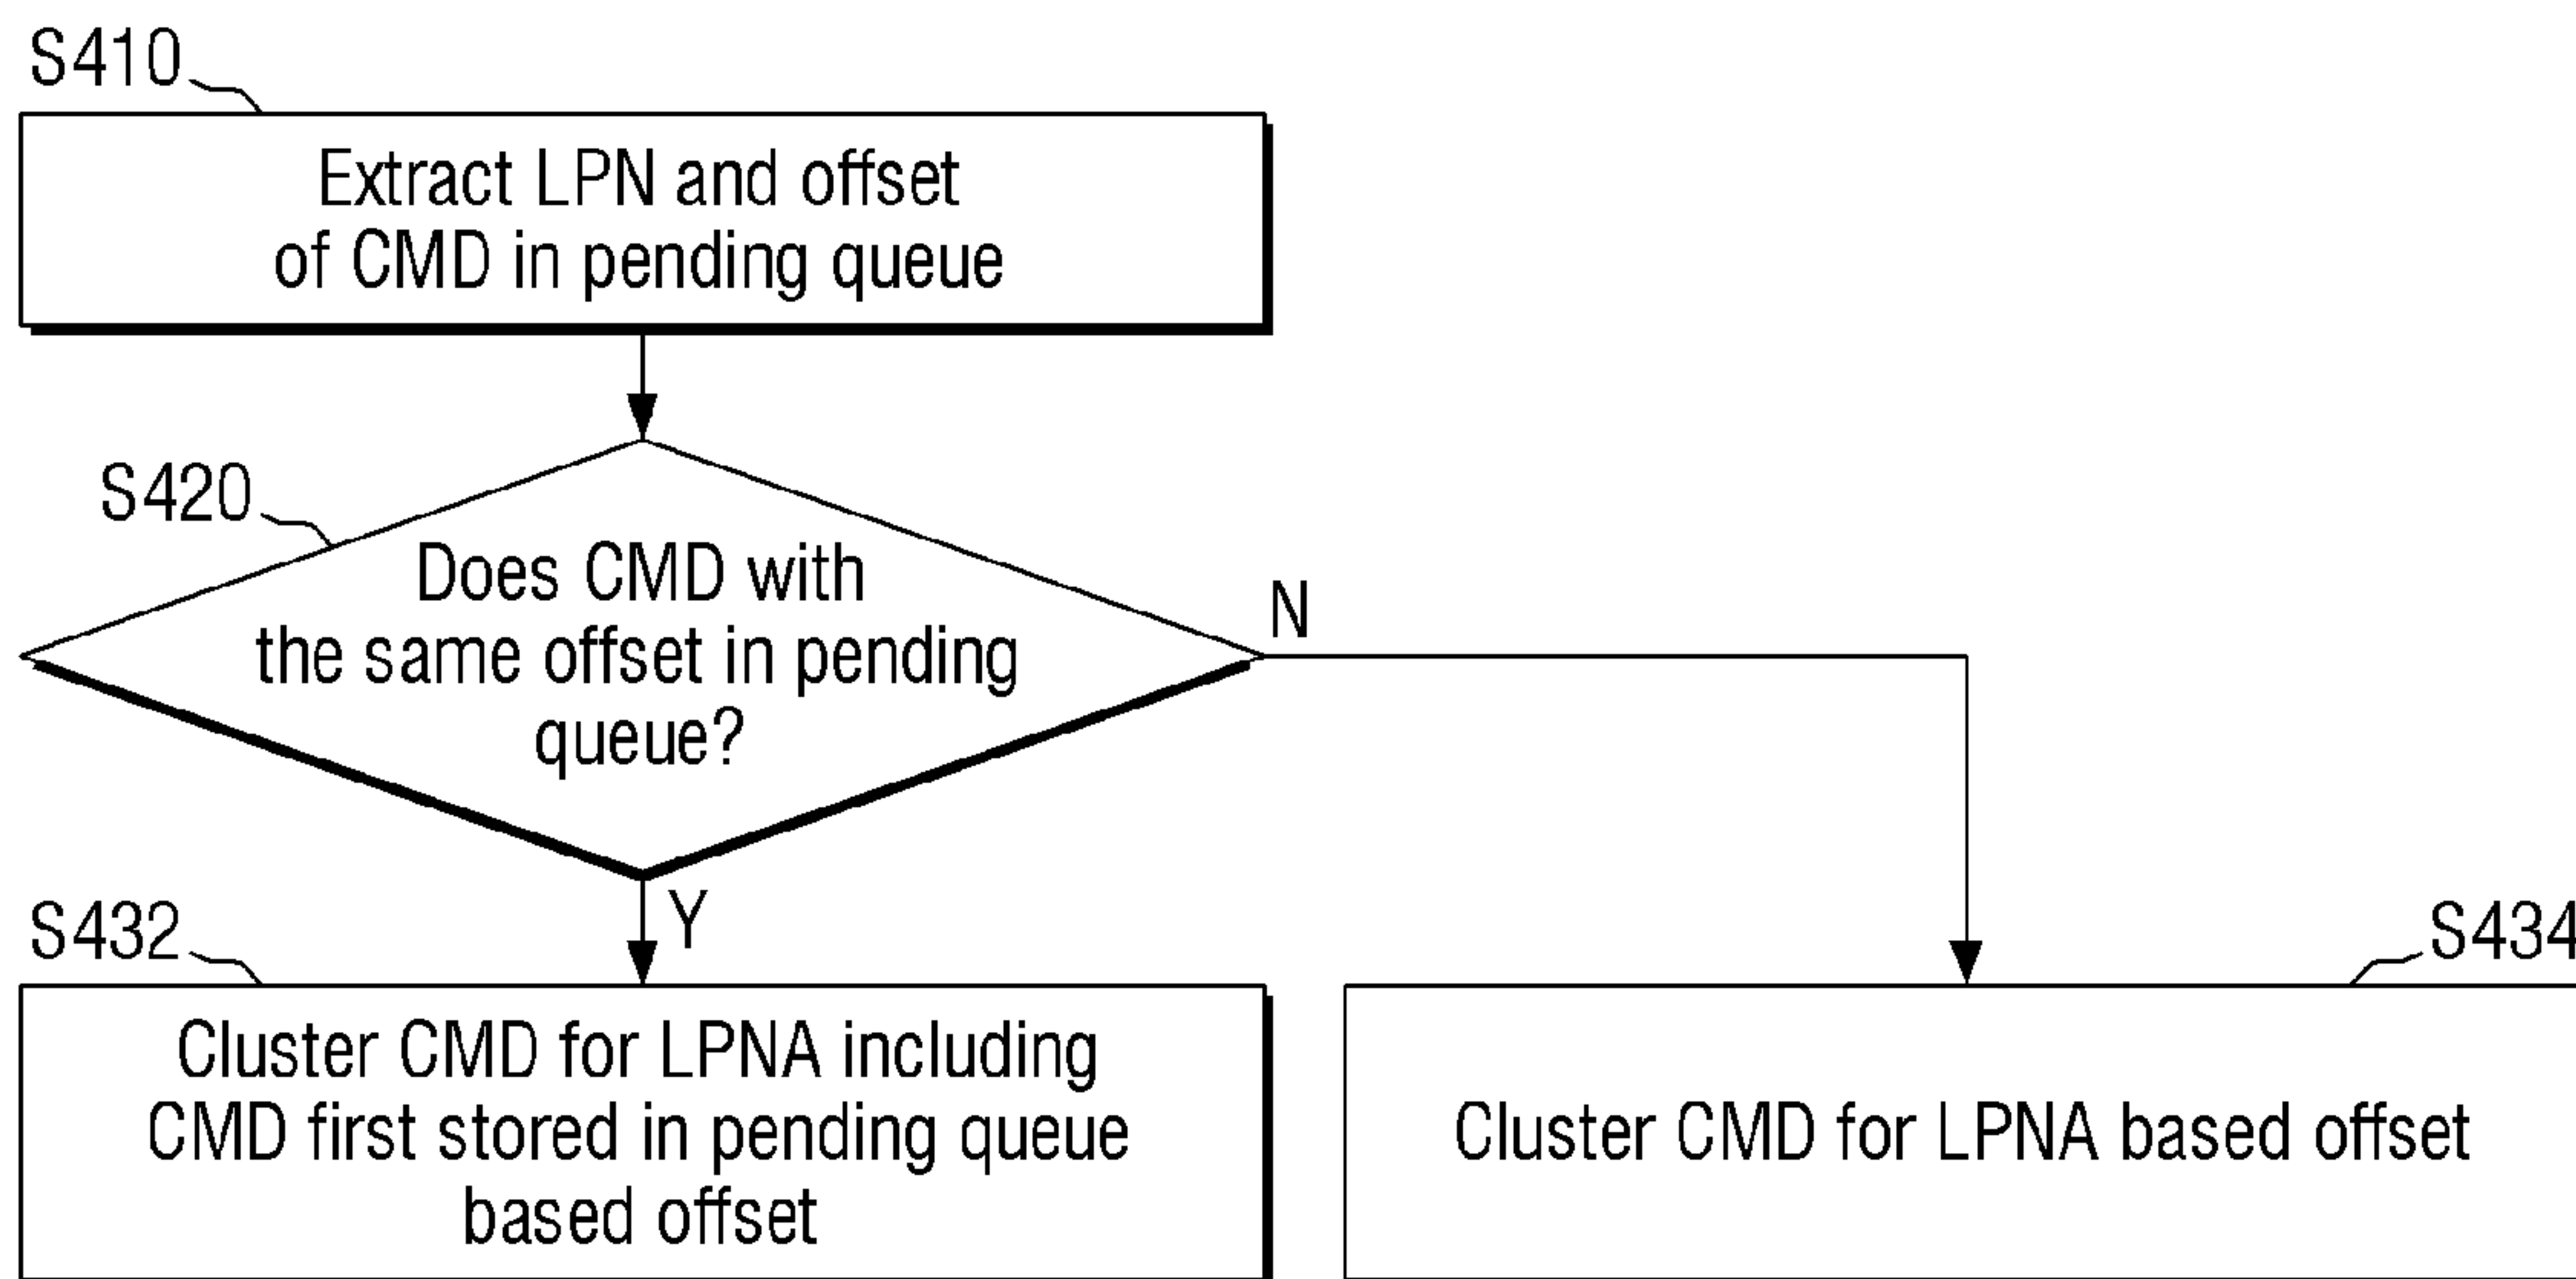 S410
Extract LPN and offset
of CMD in pending queue
S420
Does CMD with
the same offset in pending
queue?
N
Y
S432
Cluster CMD for LPNA including
CMD first stored in pending queue
based offset
S434
Cluster CMD for LPNA based offset